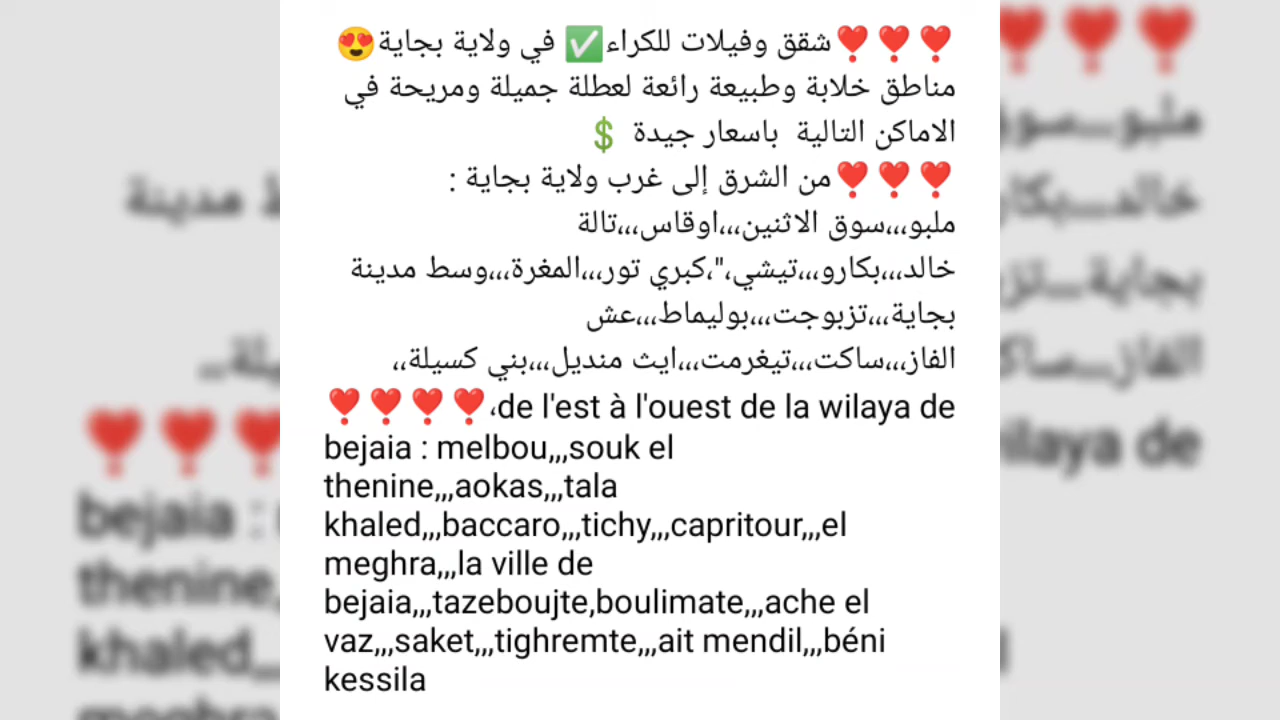 ❣️❣️❣️شقق وفيلات للكراء✅ في ولاية بجاية😍
مناطق خلابة وطبيعة رائعة لعطلة جميلة ومريحة في
الاماكن التالية باسعار جيدة 💲
❣️❣️❣️من الشرق إلى غرب ولاية بجاية :
ملبو،،،سوق الاثنين،،،اوقاس،،،تالة
خالد،،،بكارو،،،تيشي،"،كبري تور،،،المغرة،،،وسط مدينة
بجاية،،،تزبوجت،،،بوليماط،،،عش
الفاز،،،ساكت،،،تيغرمت،،،ايث منديل،،،بني كسيلة،،
❣️❣️❣️❣️،de l'est à l'ouest de la wilaya de
bejaia : melbou,,,souk el
thenine,,,aokas,,,tala
khaled,,,baccaro,,,tichy,,,capritour,,,el
meghra,,,la ville de
bejaia,,,tazeboujte,boulimate,,,ache el
vaz,,,saket,,,tighremte,,,ait mendil,,,béni
kessila